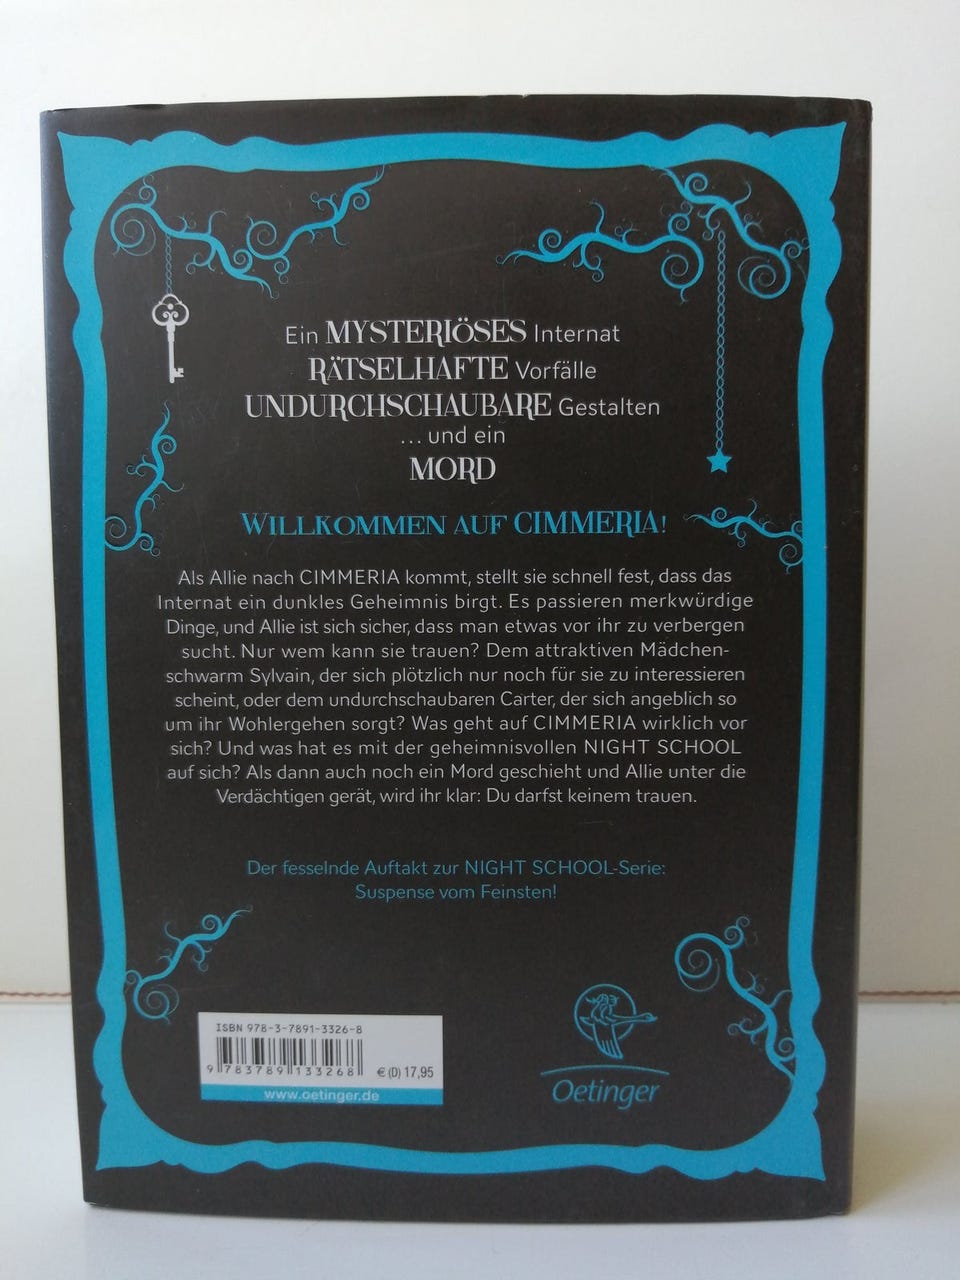 Ein MYSTERIÖSES Internat
RÄTSELHAFTE Vorfälle
UNDURCHSCHAUBARE Gestalten
... und ein
MORD
WILLKOMMEN AUF CIMMERIA!
Als Allie nach CIMMERIA kommt, stellt sie schnell fest, dass das
Internat ein dunkles Geheimnis birgt. Es passieren merkwürdige
Dinge, und Allie ist sich sicher, dass man etwas vor ihr zu verbergen
sucht. Nur wem kann sie trauen? Dem attraktiven Mädchen-
schwarm Sylvain, der sich plötzlich nur noch für sie zu interessieren
scheint, oder dem undurchschaubaren Carter, der sich angeblich so
um ihr Wohlergehen sorgt? Was geht auf CIMMERIA wirklich vor
sich? Und was hat es mit der geheimnisvollen NIGHT SCHOOL
auf sich? Als dann auch noch ein Mord geschieht und Allie unter die
Verdächtigen gerät, wird ihr klar: Du darfst keinem trauen.
Der fesselnde Auftakt zur NIGHT SCHOOL-Serie:
Suspense vom Feinsten!
ISBN 978-3-7891-3326-8
9 783789 133268
€ (D) 17,95
www.oetinger.de
Oetinger